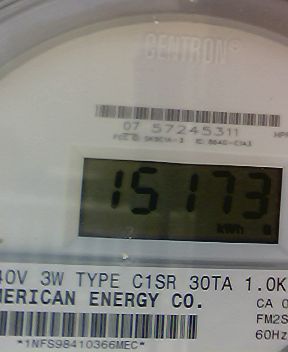 CENTRON®
07 57245311
15173
kWh
40V 3W TYPE C1SR 30TA 1.0K
MERICAN ENERGY CO.
CA 0
FM2S
60Hz
*1NFS98410366MEC*